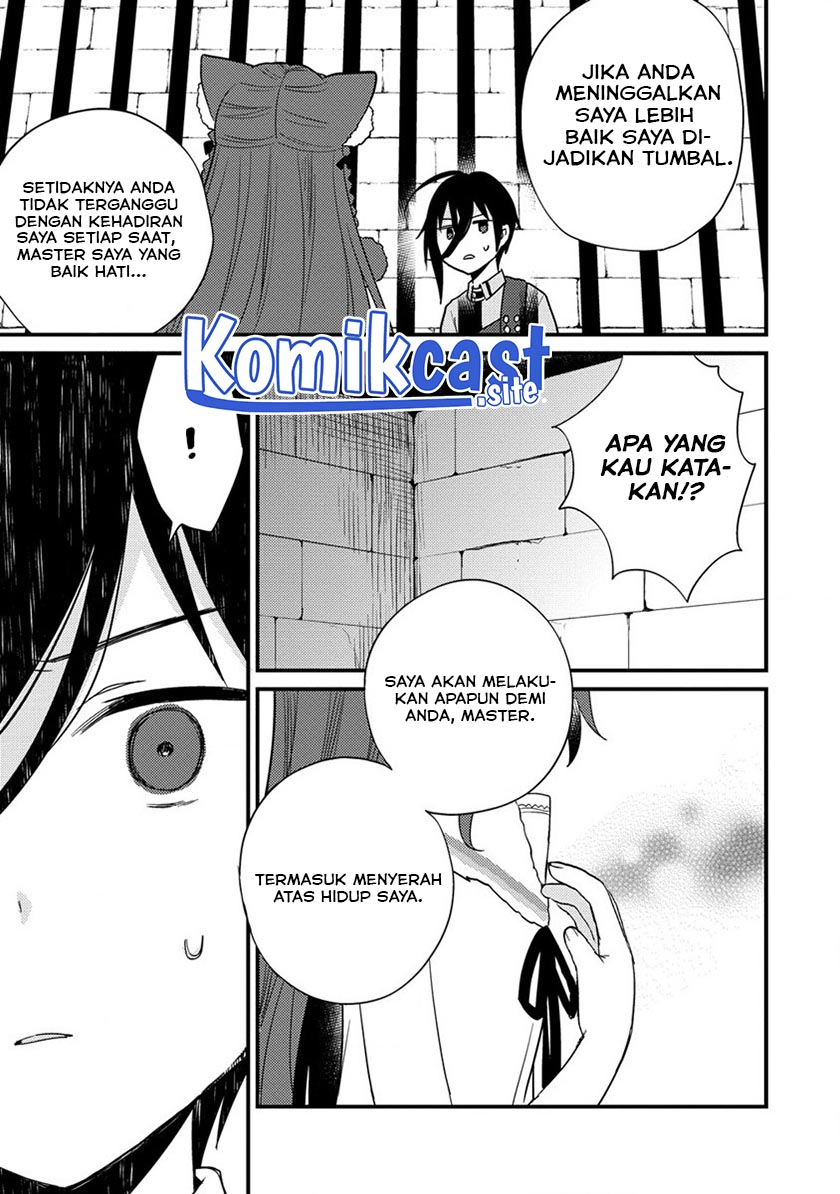 JIKA ANDA
MENINGGALKAN
SAYA LEBIH
BAIK SAYA DI-
JADIKAN TUMBAL.
SETIDAKNYA ANDA
TIDAK TERGANGGU
DENGAN KEHADIRAN
SAYA SETIAP SAAT,
MASTER SAYA YANG
BAIK HATI...
Komikcast
.site
APA YANG
KAU KATA-
KAN!?
!
SAYA AKAN MELAKU-
KAN APAPUN DEMI
ANDA, MASTER.
TERMASUK MENYERAH
ATAS HIDUP SAYA.